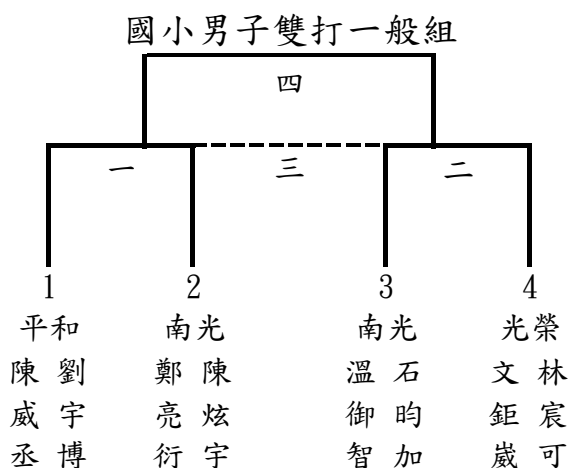 國小男子雙打一般組
四
一 三 二
1 2 3 4
平和 南光 南光 光榮
陳 劉 鄭 陳 溫 石 文 林
威 宇 亮 炫 御 昀 鉅 宸
丞 博 衍 宇 智 加 崴 可